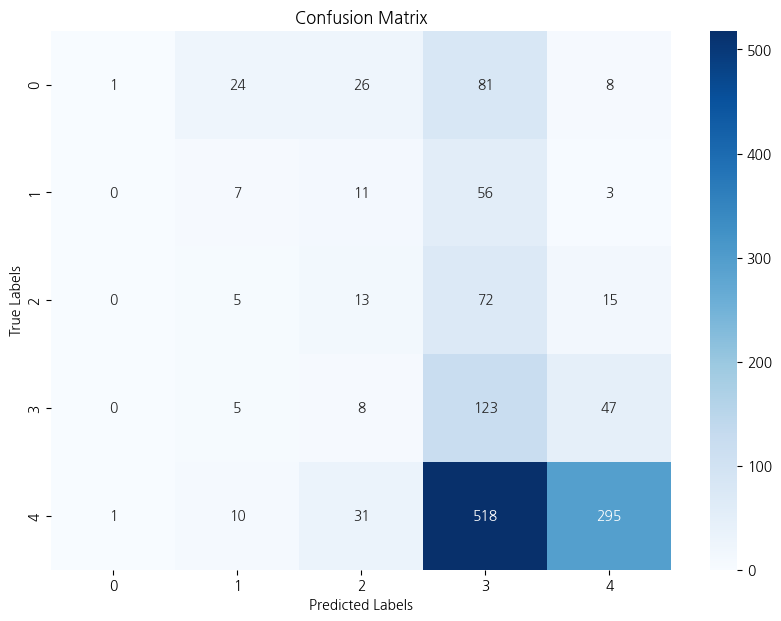 Confusion Matrix
0 1 24 26 81 8
1 0 7 11 56 3
2 0 5 13 72 15
3 0 5 8 123 47
4 1 10 31 518 295
0 1 2 3 4
True Labels
Predicted Labels
500
400
300
200
100
0